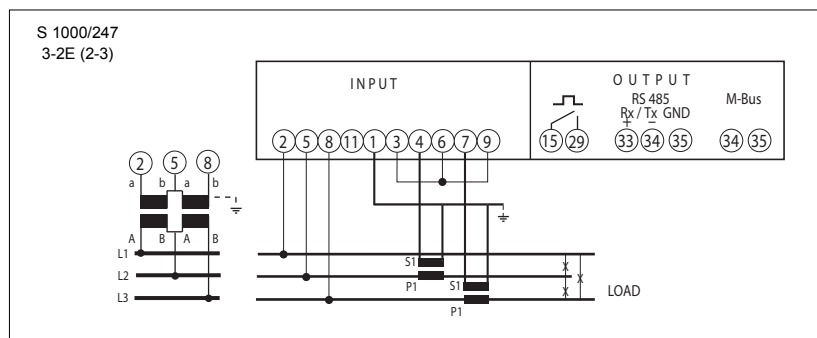 S 1000/247
3-2E (2-3)
INPUT
OUTPUT
RS 485
Rx / Tx GND
+ −
M-Bus
2 5 8 11 1 3 4 6 7 9
15 29
33 34 35
34 35
2 5 8
a b a b
A B A B
L1
L2
L3
S1
P1
S1
P1
LOAD